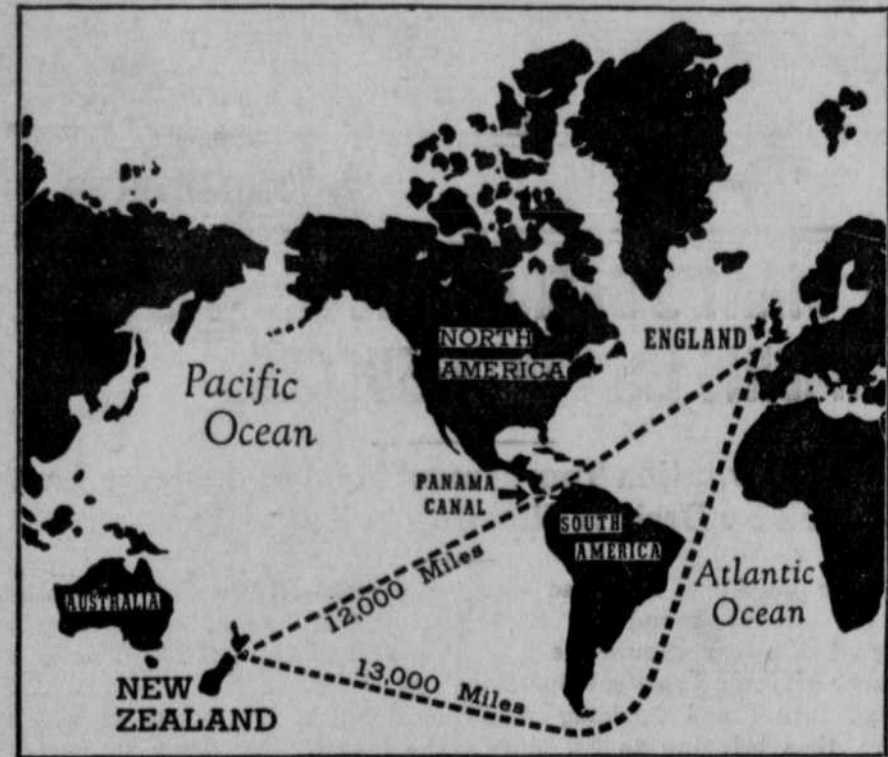 NORTH
AMERICA
ENGLAND
Pacific
Ocean
PANAMA
CANAL
SOUTH
AMERICA
AUSTRALIA
12,000 Miles
Atlantic
Ocean
13,000 Miles
NEW
ZEALAND